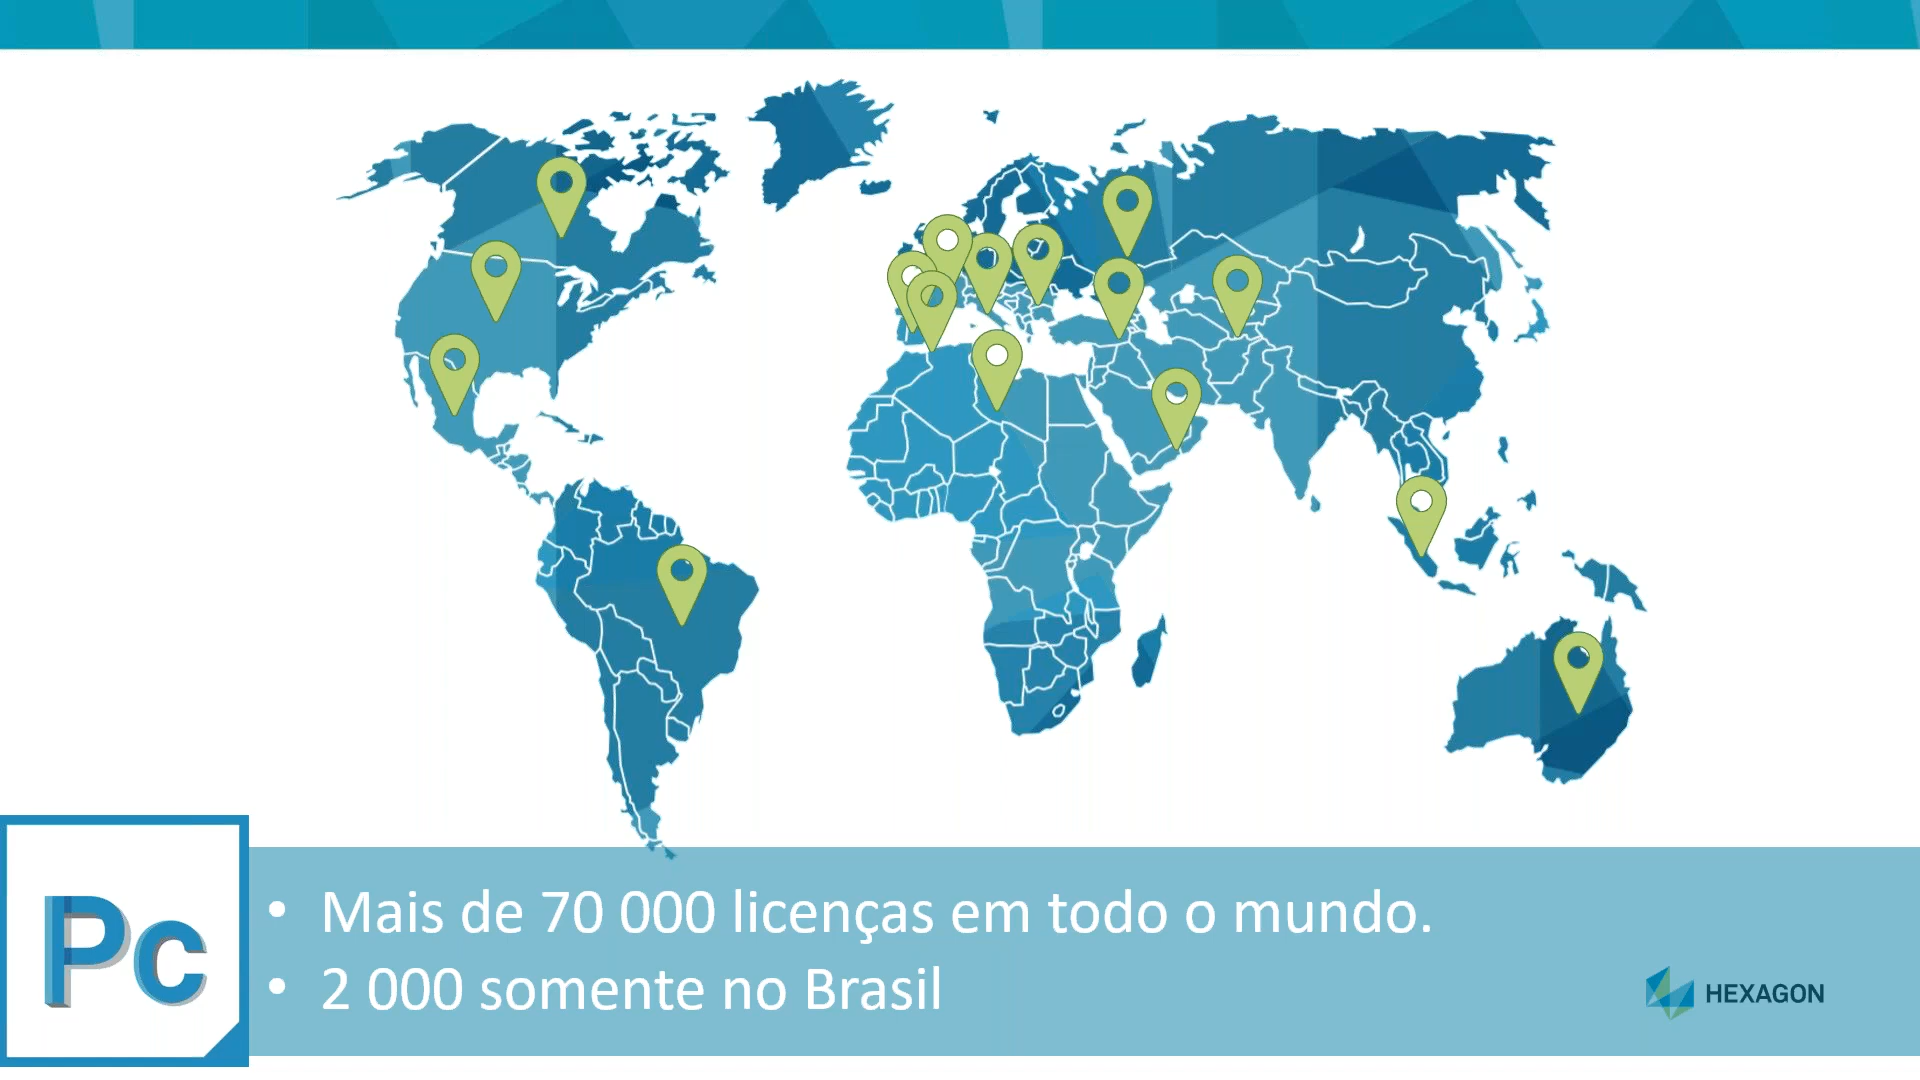 • Mais de 70 000 licenças em todo o mundo.
• 2 000 somente no Brasil
Pc
HEXAGON